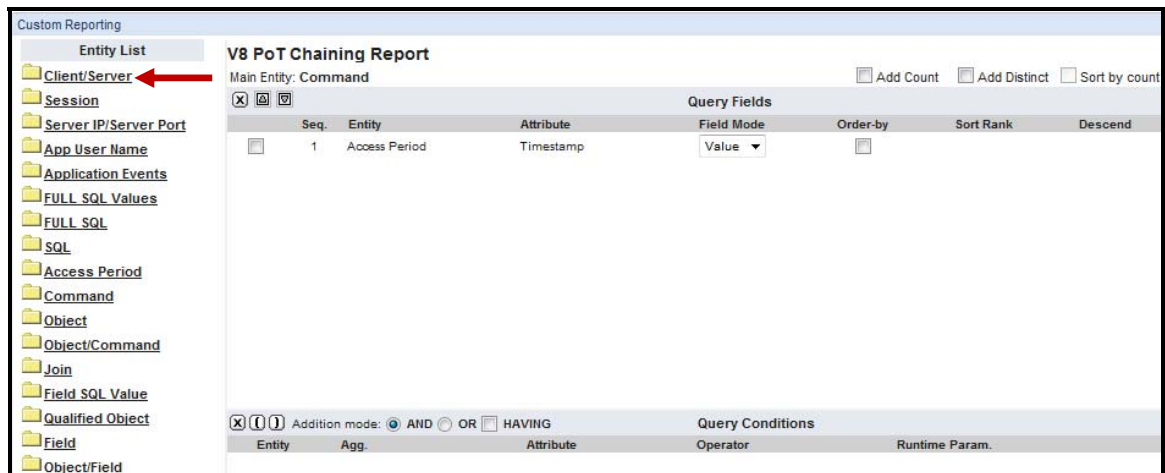 Custom Reporting
Entity List
Client/Server
Session
Server IP/Server Port
App User Name
Application Events
FULL SQL Values
FULL SQL
SQL
Access Period
Command
Object
Object/Command
Join
Field SQL Value
Qualified Object
Field
Object/Field
V8 PoT Chaining Report
Main Entity: Command
Add Count Add Distinct Sort by count
Query Fields
Seq. Entity Attribute Field Mode Order-by Sort Rank Descend
1 Access Period Timestamp Value
Addition mode: AND OR HAVING Query Conditions
Entity Agg. Attribute Operator Runtime Param.